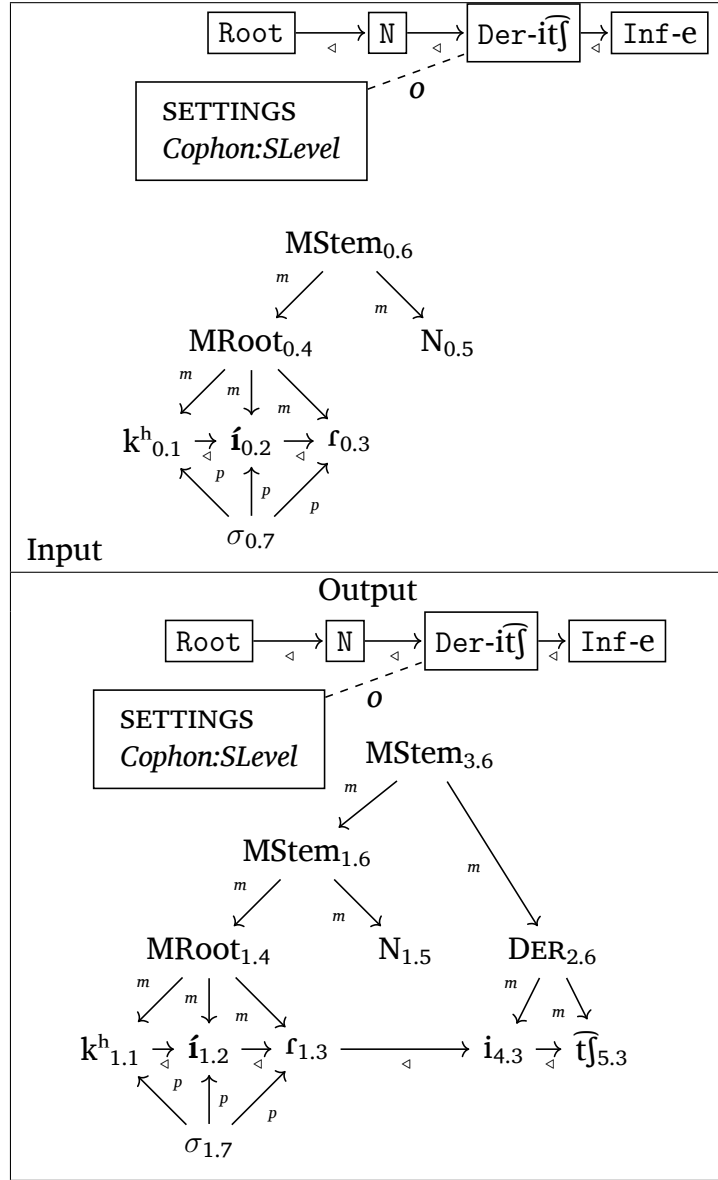 Root ◃ N ◃ Der-it͡ʃ ◃ Inf-e
o
SETTINGS
Cophon:SLevel
MStem0.6
m m
MRoot0.4 N0.5
m m m
kʰ0.1 ◃ í0.2 ◃ ɾ0.3
p p p
σ0.7
Input
Output
Root ◃ N ◃ Der-it͡ʃ ◃ Inf-e
o
SETTINGS
Cophon:SLevel
MStem3.6
m
MStem1.6
m m m
MRoot1.4 N1.5 DER2.6
m m m m m
kʰ1.1 ◃ í1.2 ◃ ɾ1.3 ◃ i4.3 ◃ t͡ʃ5.3
p p p
σ1.7